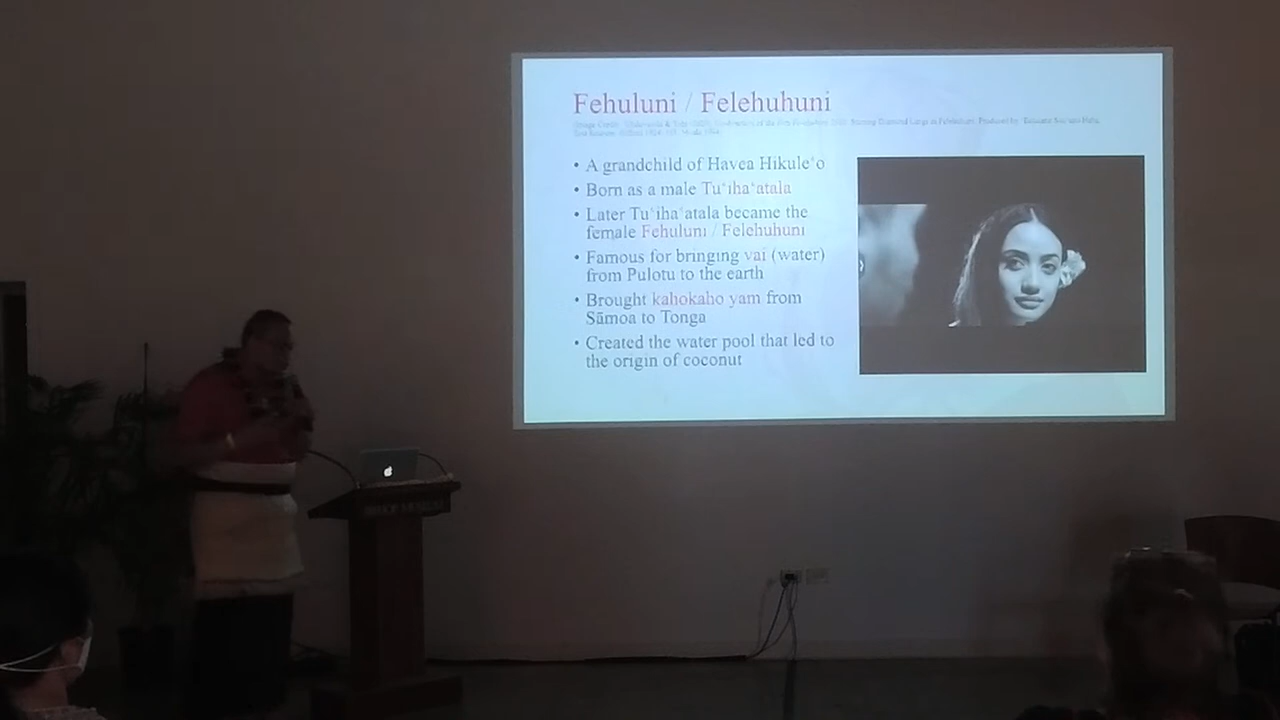 Fehuluni / Felehuhuni
• A grandchild of Havea Hikuleʻo
• Born as a male Tuʻihaʻatala
• Later Tuʻihaʻatala became the
female Fehuluni / Felehuhuni
• Famous for bringing vai (water)
from Pulotu to the earth
• Brought kahokaho yam from
Sāmoa to Tonga
• Created the water pool that led to
the origin of coconut